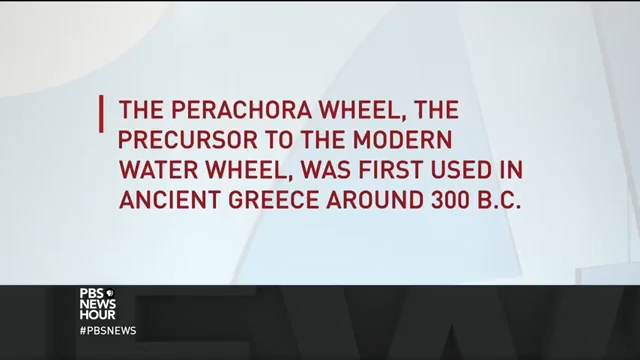 THE PERACHORA WHEEL, THE
PRECURSOR TO THE MODERN
WATER WHEEL, WAS FIRST USED IN
ANCIENT GREECE AROUND 300 B.C.
PBS
NEWS
HOUR
#PBSNEWS